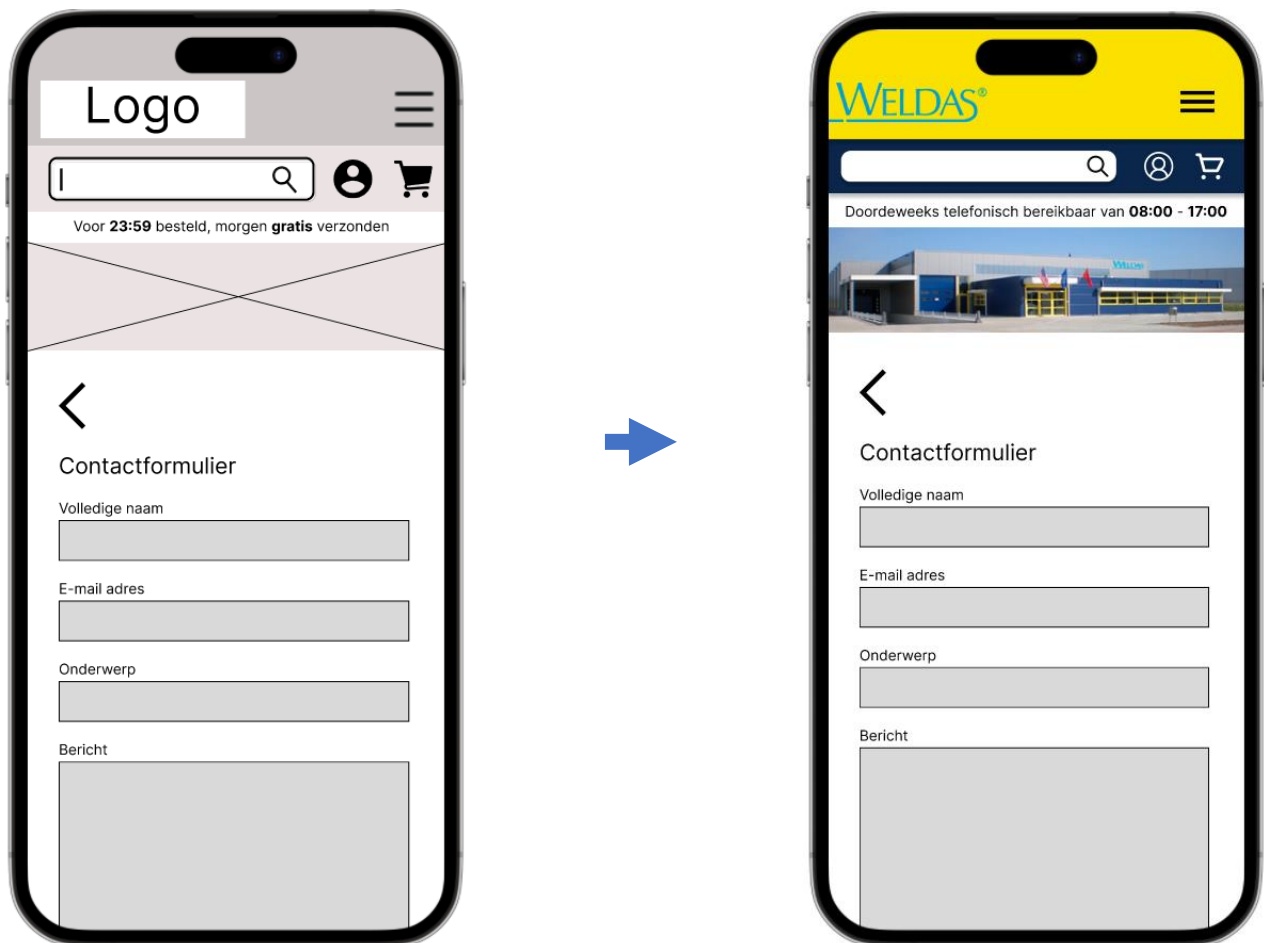 Logo
Voor 23:59 besteld, morgen gratis verzonden
Contactformulier
Volledige naam
E-mail adres
Onderwerp
Bericht
WELDAS®
Doordeweeks telefonisch bereikbaar van 08:00 - 17:00
WELDAS
Contactformulier
Volledige naam
E-mail adres
Onderwerp
Bericht